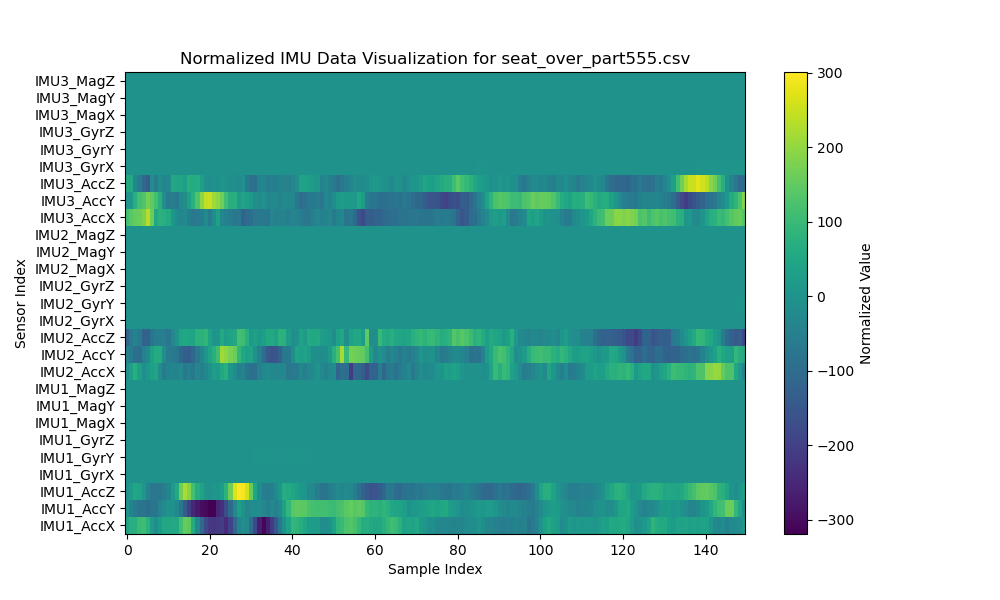 Normalized IMU Data Visualization for seat_over_part555.csv
IMU3_MagZ
IMU3_MagY
IMU3_MagX
IMU3_GyrZ
IMU3_GyrY
IMU3_GyrX
IMU3_AccZ
IMU3_AccY
IMU3_AccX
IMU2_MagZ
IMU2_MagY
IMU2_MagX
IMU2_GyrZ
IMU2_GyrY
IMU2_GyrX
IMU2_AccZ
IMU2_AccY
IMU2_AccX
IMU1_MagZ
IMU1_MagY
IMU1_MagX
IMU1_GyrZ
IMU1_GyrY
IMU1_GyrX
IMU1_AccZ
IMU1_AccY
IMU1_AccX
Sensor Index
0 20 40 60 80 100 120 140
Sample Index
300
200
100
0
−100
−200
−300
Normalized Value